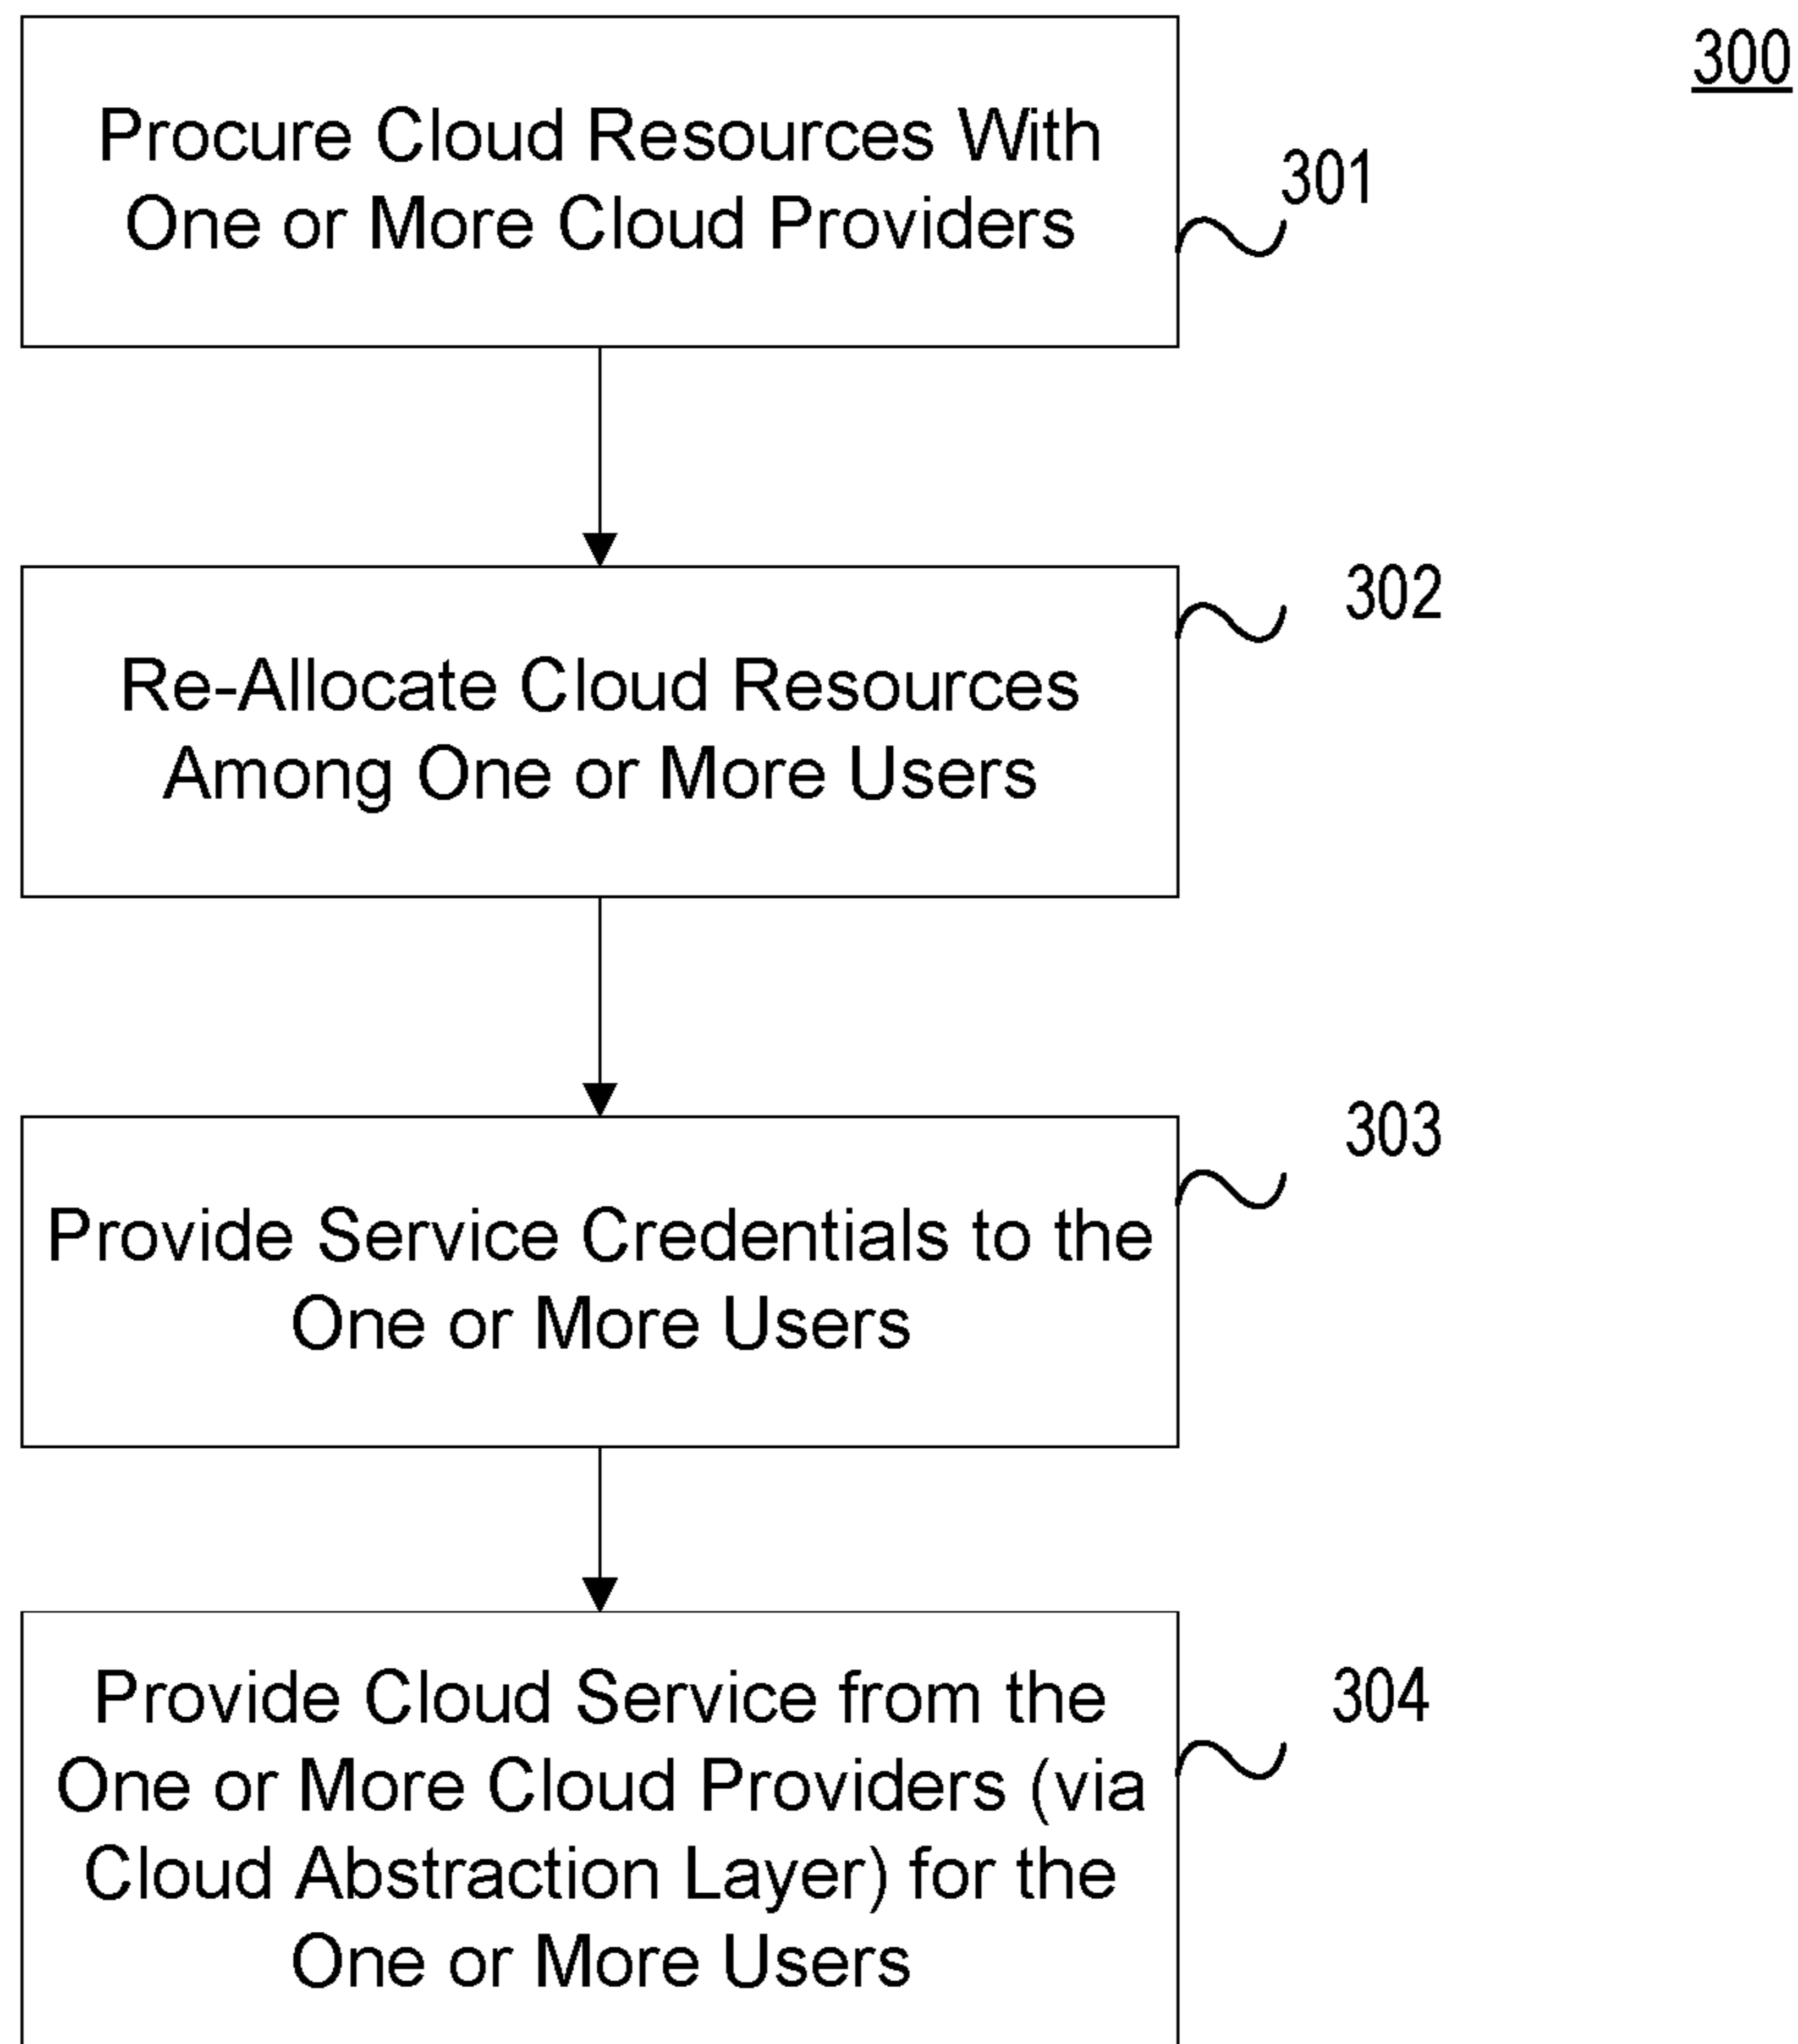 300
Procure Cloud Resources With
One or More Cloud Providers
301
Re-Allocate Cloud Resources
Among One or More Users
302
Provide Service Credentials to the
One or More Users
303
Provide Cloud Service from the
One or More Cloud Providers (via
Cloud Abstraction Layer) for the
One or More Users
304